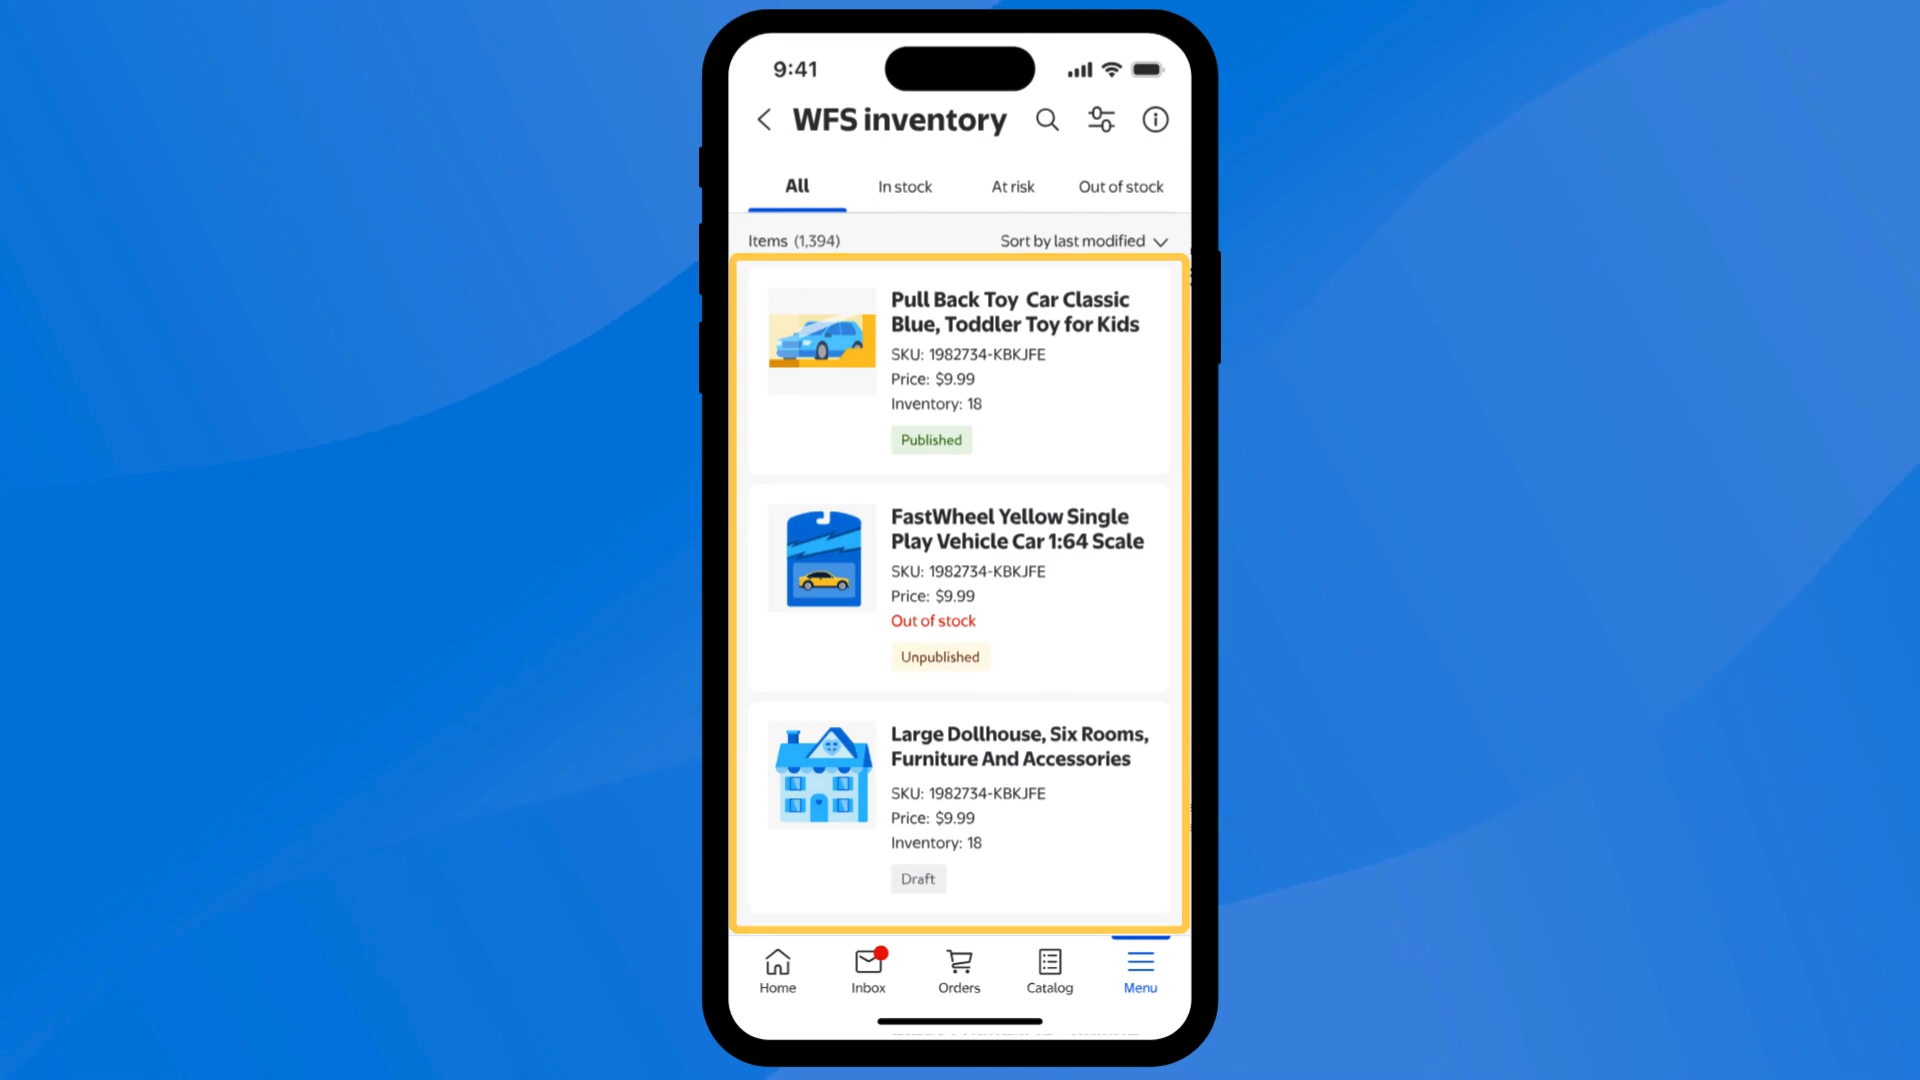 9:41
WFS inventory
All
In stock
At risk
Out of stock
Items (1,394)
Sort by last modified
Pull Back Toy Car Classic
Blue, Toddler Toy for Kids
SKU: 1982734-KBKJFE
Price: $9.99
Inventory: 18
Published
FastWheel Yellow Single
Play Vehicle Car 1:64 Scale
SKU: 1982734-KBKJFE
Price: $9.99
Out of stock
Unpublished
Large Dollhouse, Six Rooms,
Furniture And Accessories
SKU: 1982734-KBKJFE
Price: $9.99
Inventory: 18
Draft
Home
Inbox
Orders
Catalog
Menu